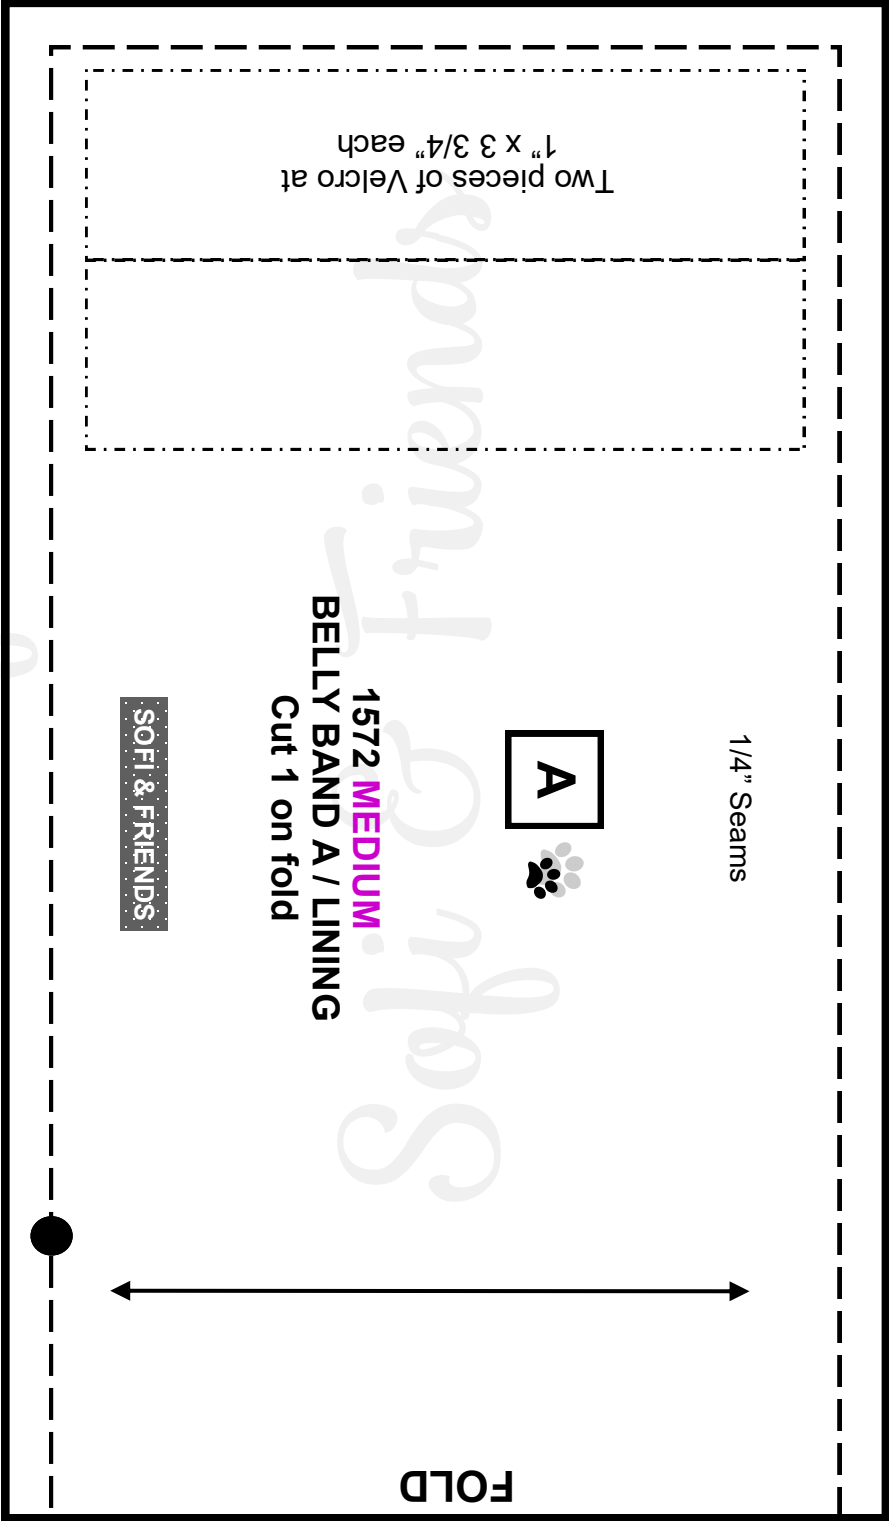 Two pieces of Velcro at
1” x 3 3/4” each
1/4” Seams
A
1572 MEDIUM
BELLY BAND A / LINING
Cut 1 on fold
SOFI & FRIENDS
Sofi & Friends
FOLD